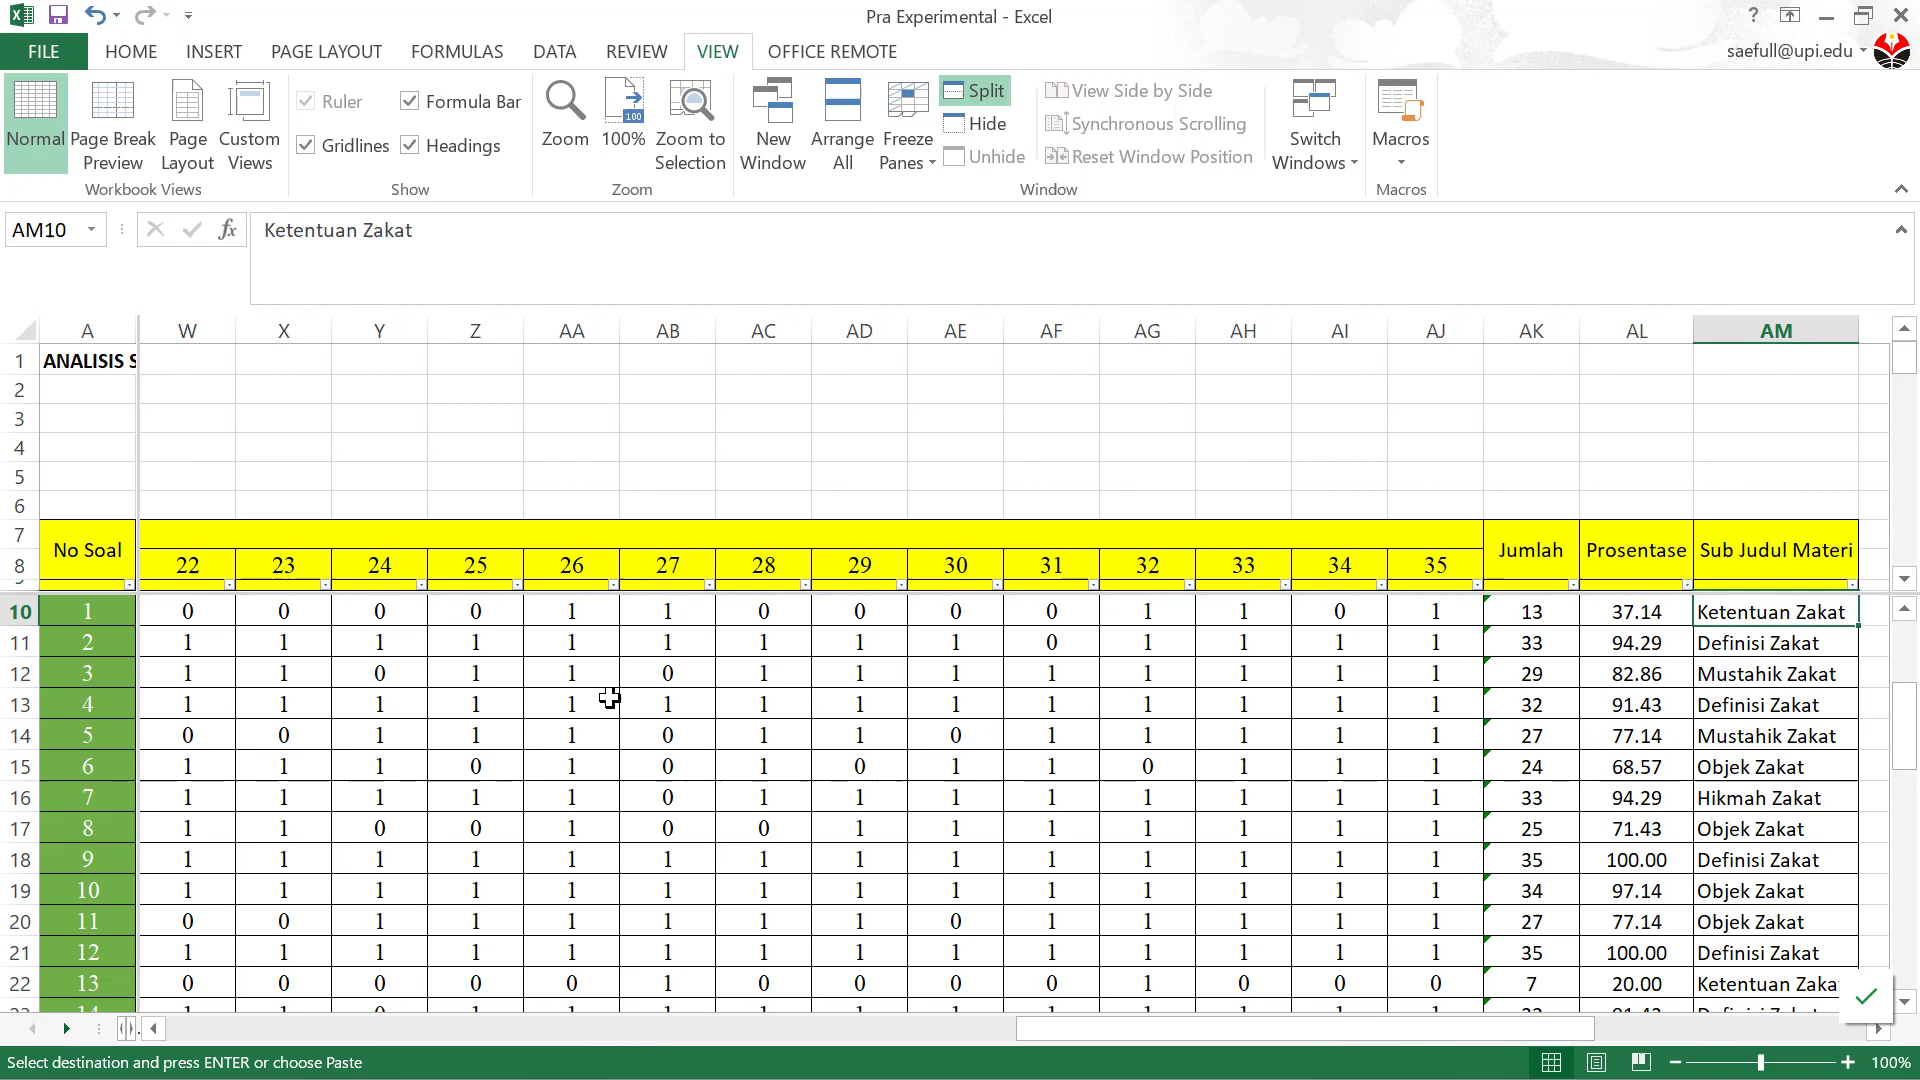 Pra Experimental - Excel
?
FILE HOME INSERT PAGE LAYOUT FORMULAS DATA REVIEW VIEW OFFICE REMOTE saefull@upi.edu
Normal Page Break Preview Page Layout Custom Views
Workbook Views
Ruler Formula Bar
Gridlines Headings
Show
Zoom 100% Zoom to Selection
100
Zoom
New Window Arrange All Freeze Panes
Split
Hide
Unhide
View Side by Side
Synchronous Scrolling
Reset Window Position
Switch Windows
Window
Macros
Macros
AM10 fx Ketentuan Zakat
A W X Y Z AA AB AC AD AE AF AG AH AI AJ AK AL AM
1 ANALISIS S
2
3
4
5
6
7
No Soal Jumlah Prosentase Sub Judul Materi
8 22 23 24 25 26 27 28 29 30 31 32 33 34 35
10 1 0 0 0 0 1 1 0 0 0 0 1 1 0 1 13 37.14 Ketentuan Zakat
11 2 1 1 1 1 1 1 1 1 1 0 1 1 1 1 33 94.29 Definisi Zakat
12 3 1 1 0 1 1 0 1 1 1 1 1 1 1 1 29 82.86 Mustahik Zakat
13 4 1 1 1 1 1 1 1 1 1 1 1 1 1 1 32 91.43 Definisi Zakat
14 5 0 0 1 1 1 0 1 1 0 1 1 1 1 1 27 77.14 Mustahik Zakat
15 6 1 1 1 0 1 0 1 0 1 1 0 1 1 1 24 68.57 Objek Zakat
16 7 1 1 1 1 1 0 1 1 1 1 1 1 1 1 33 94.29 Hikmah Zakat
17 8 1 1 0 0 1 0 0 1 1 1 1 1 1 1 25 71.43 Objek Zakat
18 9 1 1 1 1 1 1 1 1 1 1 1 1 1 1 35 100.00 Definisi Zakat
19 10 1 1 1 1 1 1 1 1 1 1 1 1 1 1 34 97.14 Objek Zakat
20 11 0 0 1 1 1 1 1 1 0 1 1 1 1 1 27 77.14 Objek Zakat
21 12 1 1 1 1 1 1 1 1 1 1 1 1 1 1 35 100.00 Definisi Zakat
22 13 0 0 0 0 0 1 0 0 0 0 1 0 0 0 7 20.00 Ketentuan Zaka
Select destination and press ENTER or choose Paste 100%